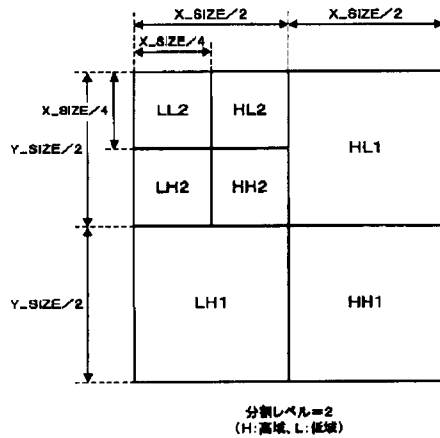 X_SIZE/2
X_SIZE/2
X_SIZE/4
X_SIZE/4
Y_SIZE/2
LL2
HL2
HL1
LH2
HH2
Y_SIZE/2
LH1
HH1
分割レベル=2
(H:高域、L:低域)